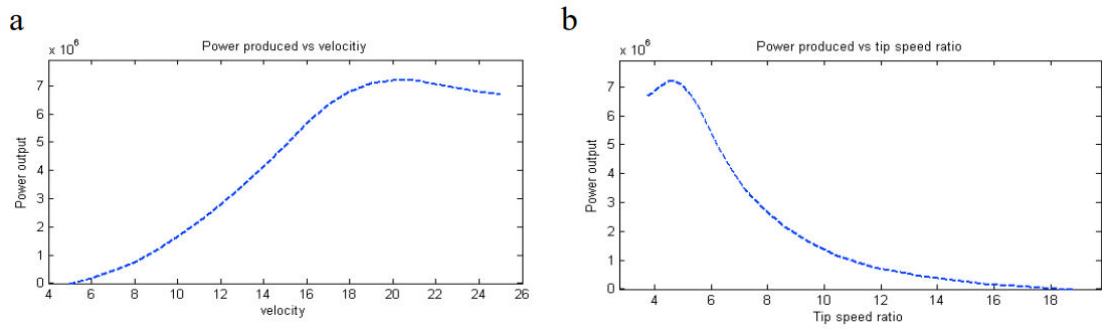 a
Power produced vs velocitiy
x 10^6
7
6
5
4
3
2
1
0
4 6 8 10 12 14 16 18 20 22 24 26
Power output
velocity
b
Power produced vs tip speed ratio
x 10^6
7
6
5
4
3
2
1
0
4 6 8 10 12 14 16 18
Power output
Tip speed ratio